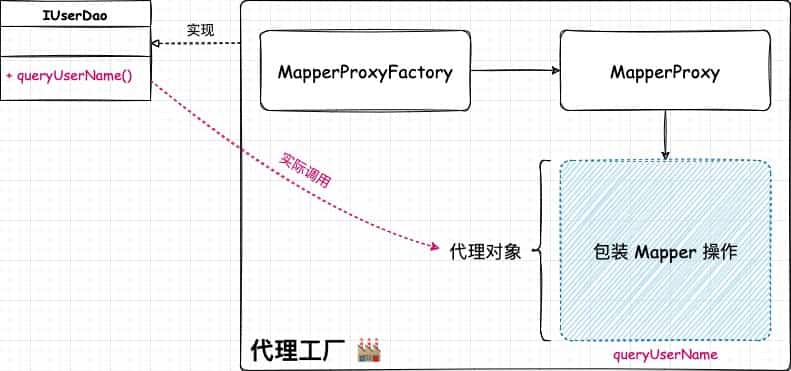 IUserDao
+ queryUserName()
实现
MapperProxyFactory
MapperProxy
实际调用
代理对象
包装 Mapper 操作
代理工厂
queryUserName